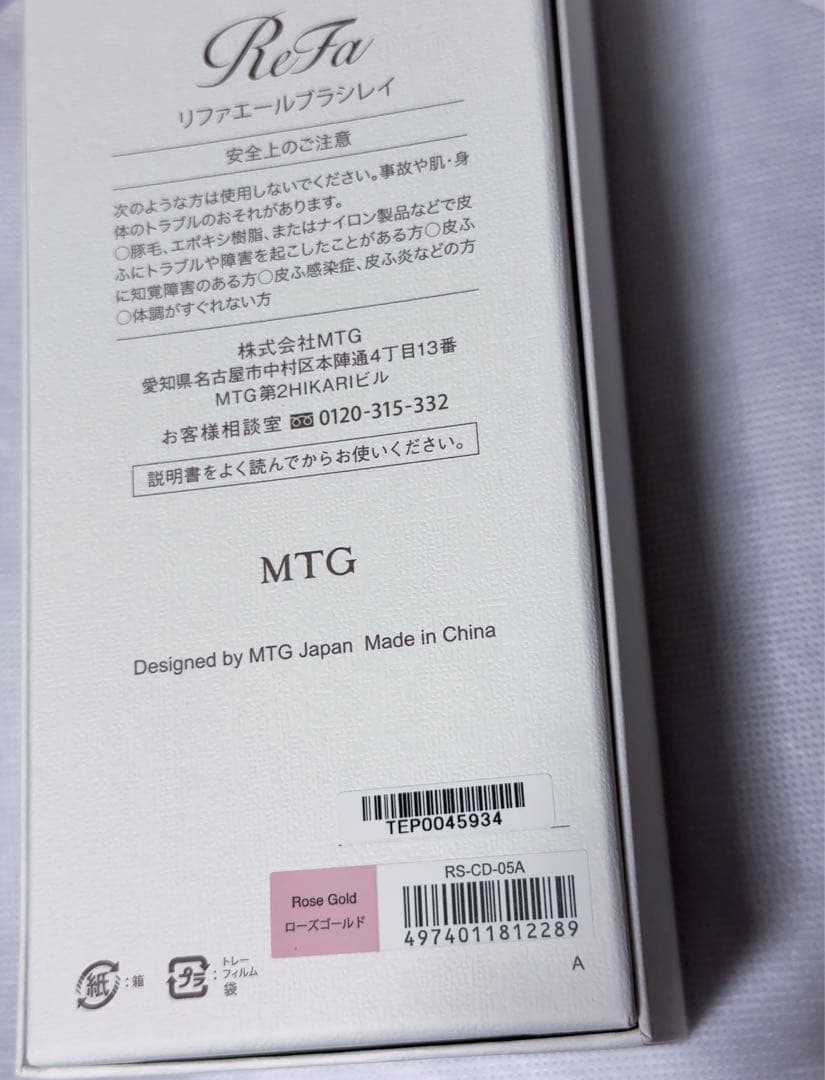 ReFa
リファエールブラシレイ
安全上のご注意
次のような方は使用しないでください。事故や肌・身
体のトラブルのおそれがあります。
○豚毛、エポキシ樹脂、またはナイロン製品などで皮
ふにトラブルや障害を起こしたことがある方○皮ふ
に知覚障害のある方○皮ふ感染症、皮ふ炎などの方
○体調がすぐれない方
株式会社MTG
愛知県名古屋市中村区本陣通4丁目13番
MTG第2HIKARIビル
お客様相談室 0120-315-332
説明書をよく読んでからお使いください。
MTG
Designed by MTG Japan Made in China
TEP0045934
RS-CD-05A
Rose Gold
ローズゴールド
4974011812289
紙:箱
プラ:トレー
フィルム
袋
A